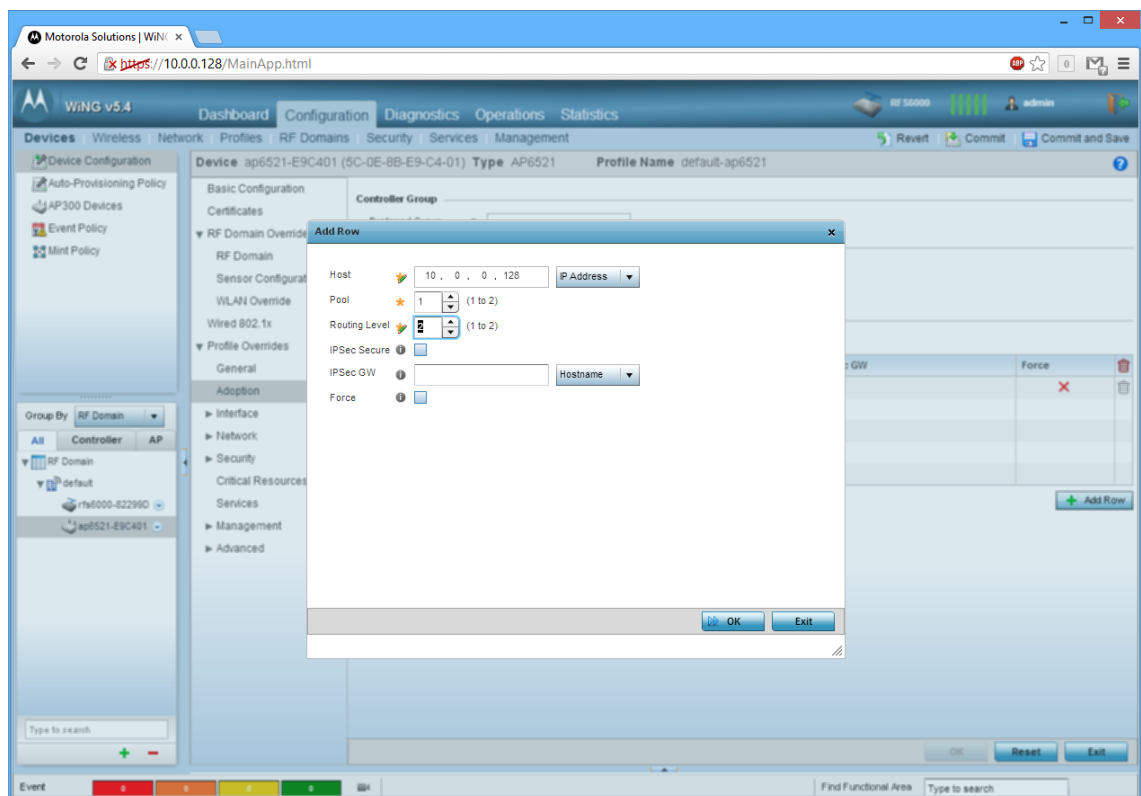 Motorola Solutions | WiNG
https://10.0.0.128/MainApp.html
ABP
0
WiNG v5.4
Dashboard Configuration Diagnostics Operations Statistics
RFS6000
admin
Devices Wireless Network Profiles RF Domains Security Services Management
Revert Commit Commit and Save
Device Configuration
Auto-Provisioning Policy
AP300 Devices
Event Policy
Mint Policy
Device ap6521-E9C401 (5C-0E-8B-E9-C4-01) Type AP6521 Profile Name default-ap6521
Basic Configuration
Certificates
RF Domain Override
RF Domain
Sensor Configurat
WLAN Override
Wired 802.1x
Profile Overrides
General
Adoption
Interface
Network
Security
Critical Resources
Services
Management
Advanced
Controller Group
Add Row
Host 10 . 0 . 0 . 128 IP Address
Pool 1 (1 to 2)
Routing Level 2 (1 to 2)
IPSec Secure
IPSec GW Hostname
Force
OK Exit
GW Force
Add Row
Group By RF Domain
All Controller AP
RF Domain
default
rfs6000-82299D
ap6521-E9C401
Type to search
OK Reset Exit
Event 0 0 0 0
Find Functional Area Type to search